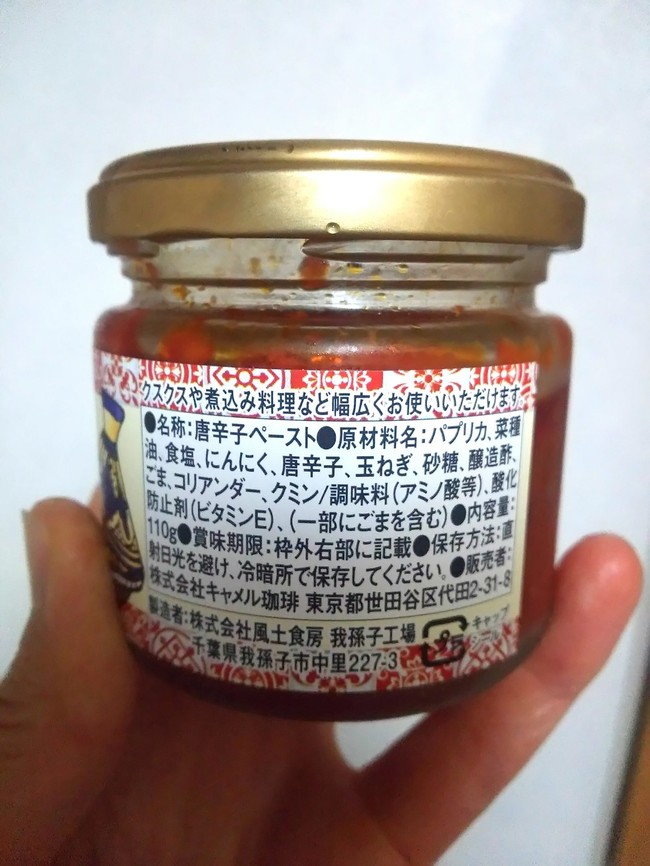 クスクスや煮込み料理など幅広くお使いいただけます。
●名称：唐辛子ペースト●原材料名：パプリカ、菜種
油、食塩、にんにく、唐辛子、玉ねぎ、砂糖、醸造酢、
ごま、コリアンダー、クミン/調味料（アミノ酸等）、酸化
防止剤（ビタミンE）、（一部にごまを含む）●内容量：
110g●賞味期限：枠外右部に記載●保存方法：直
射日光を避け、冷暗所で保存してください。●販売者：
株式会社キャメル珈琲 東京都世田谷区代田2-31-8
製造者：株式会社風土食房 我孫子工場
千葉県我孫子市中里227-3
プラ
キャップ
シール